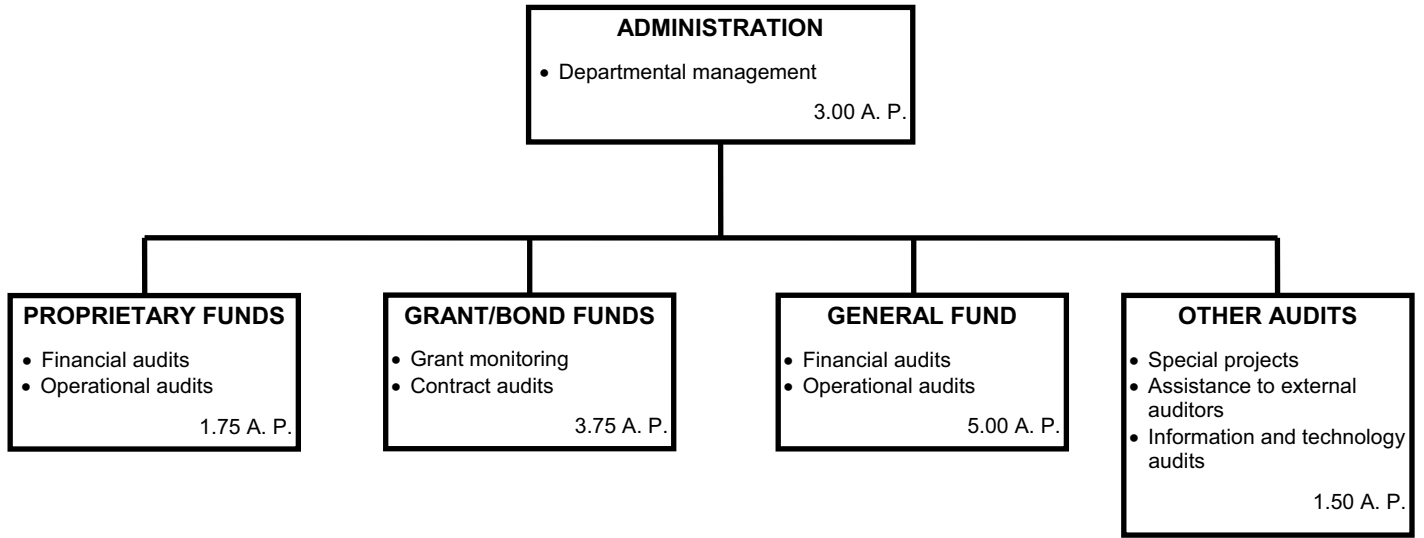 ADMINISTRATION
• Departmental management
3.00 A. P.
PROPRIETARY FUNDS
• Financial audits
• Operational audits
1.75 A. P.
GRANT/BOND FUNDS
• Grant monitoring
• Contract audits
3.75 A. P.
GENERAL FUND
• Financial audits
• Operational audits
5.00 A. P.
OTHER AUDITS
• Special projects
• Assistance to external
auditors
• Information and technology
audits
1.50 A. P.